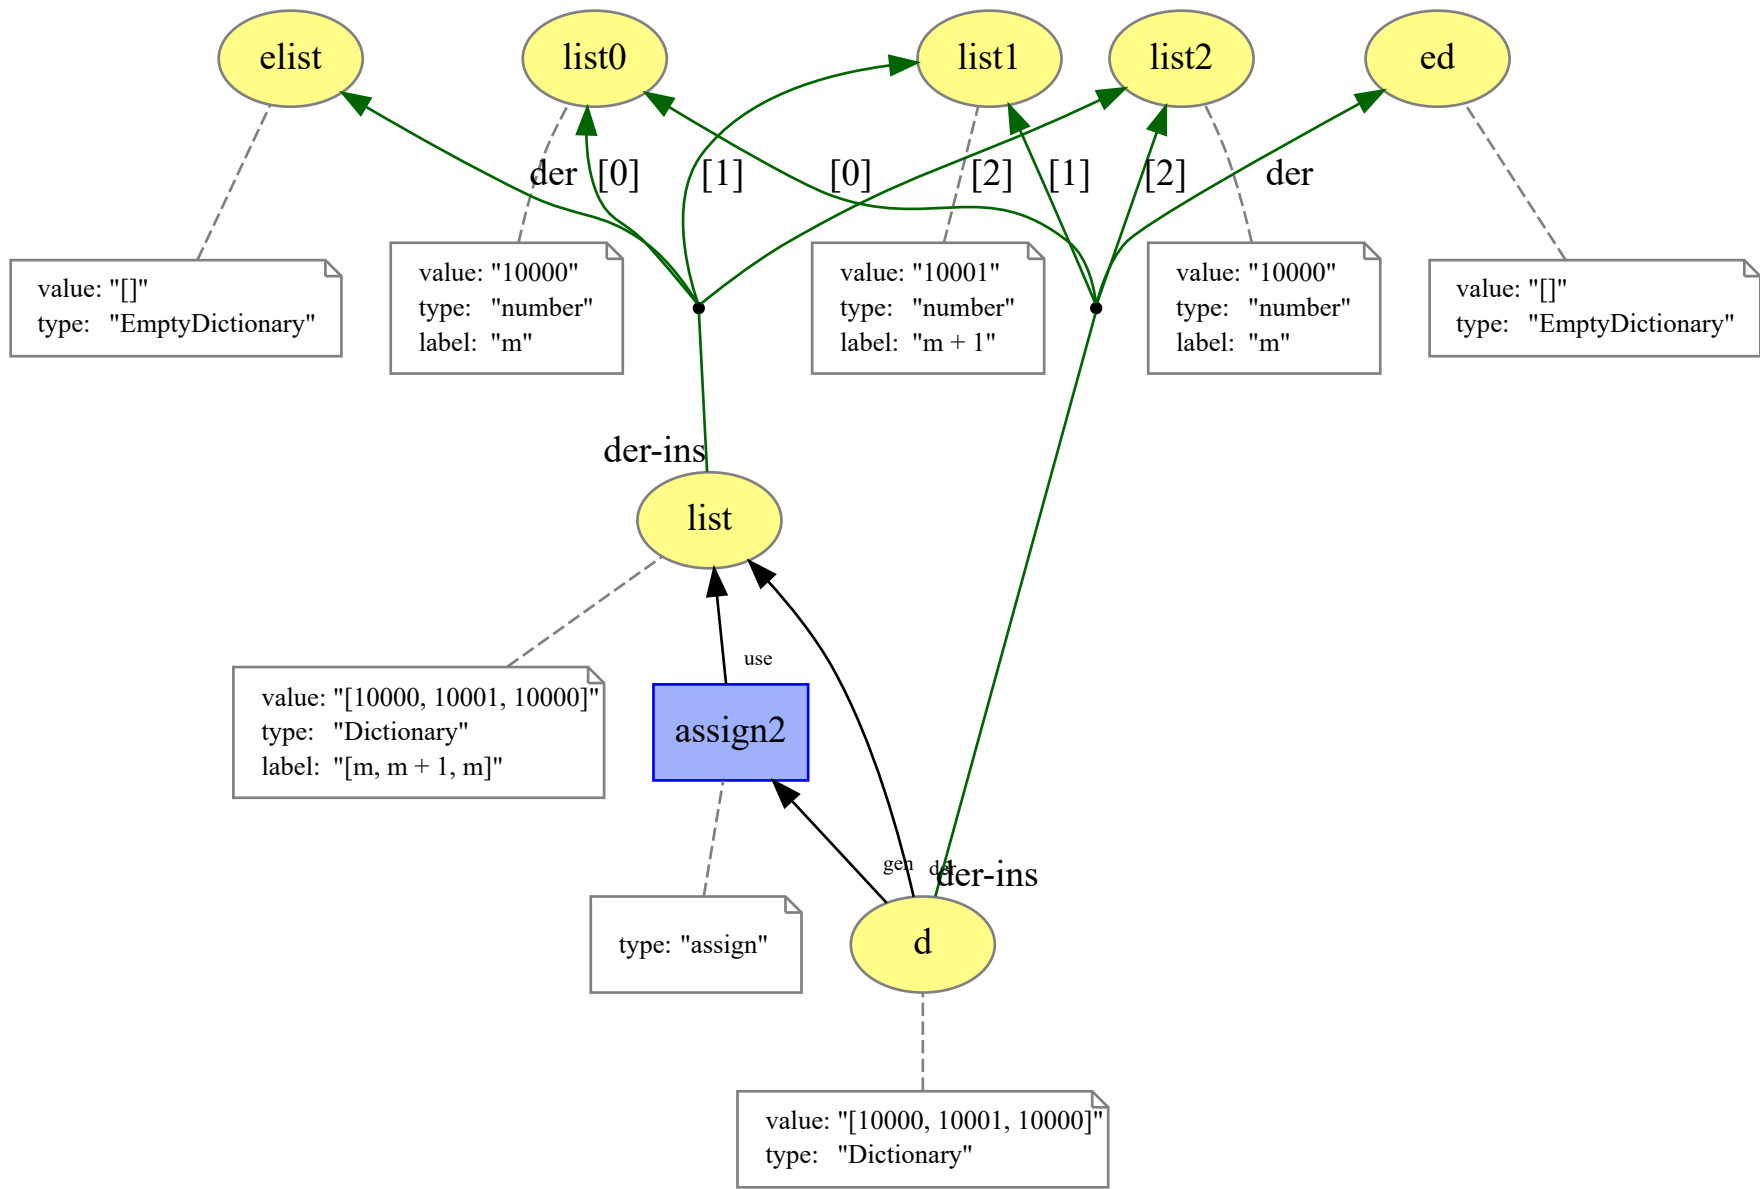 elist
list0
list1
list2
ed
der
[0]
[1]
[0]
[2]
[1]
[2]
der
value: "[]"
type: "EmptyDictionary"
value: "10000"
type: "number"
label: "m"
value: "10001"
type: "number"
label: "m + 1"
value: "10000"
type: "number"
label: "m"
value: "[]"
type: "EmptyDictionary"
der-ins
list
use
value: "[10000, 10001, 10000]"
type: "Dictionary"
label: "[m, m + 1, m]"
assign2
gen
der
der-ins
type: "assign"
d
value: "[10000, 10001, 10000]"
type: "Dictionary"